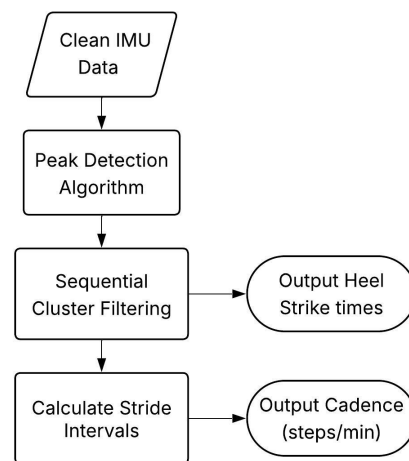 Clean IMU
Data
Peak Detection
Algorithm
Sequential
Cluster Filtering
Output Heel
Strike times
Calculate Stride
Intervals
Output Cadence
(steps/min)